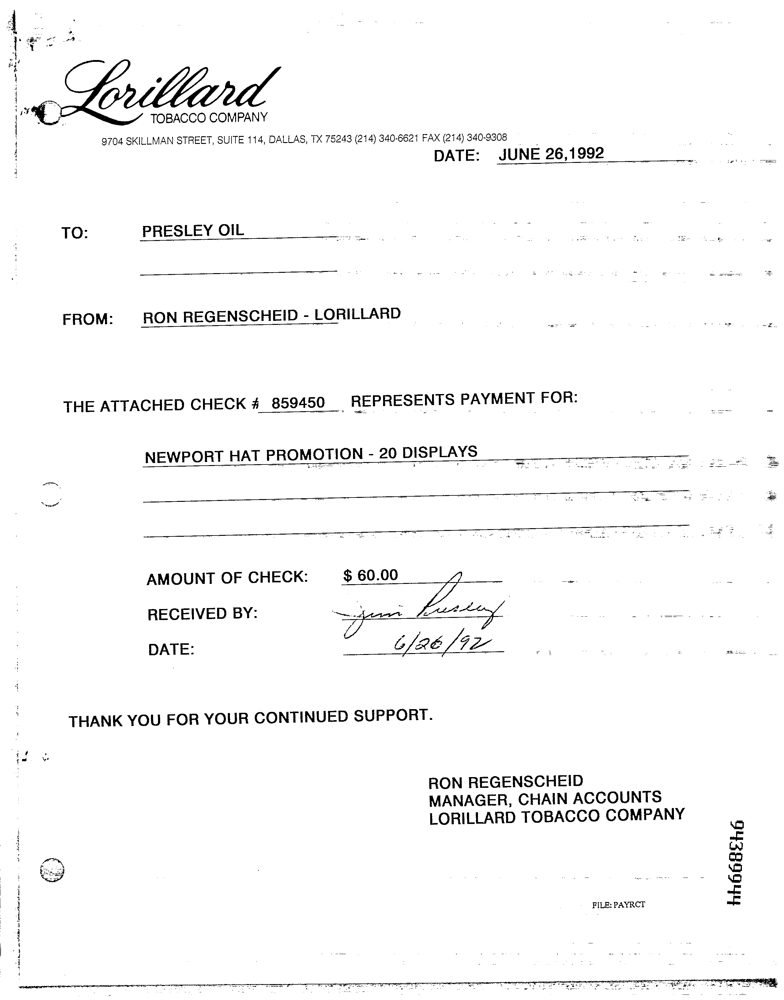 Lorillard
TOBACCO COMPANY
9704 SKILLMAN STREET, SUITE 114, DALLAS, TX 75243 (214) 340-6621 FAX (214) 340-9308
DATE: JUNE 26,1992
TO: PRESLEY OIL
FROM: RON REGENSCHEID - LORILLARD
THE ATTACHED CHECK # 859450 REPRESENTS PAYMENT FOR:
NEWPORT HAT PROMOTION - 20 DISPLAYS
AMOUNT OF CHECK: $ 60.00
RECEIVED BY: Jim Presley
DATE: 6/26/92
THANK YOU FOR YOUR CONTINUED SUPPORT.
RON REGENSCHEID
MANAGER, CHAIN ACCOUNTS
LORILLARD TOBACCO COMPANY
94389944
FILE: PAYRCT